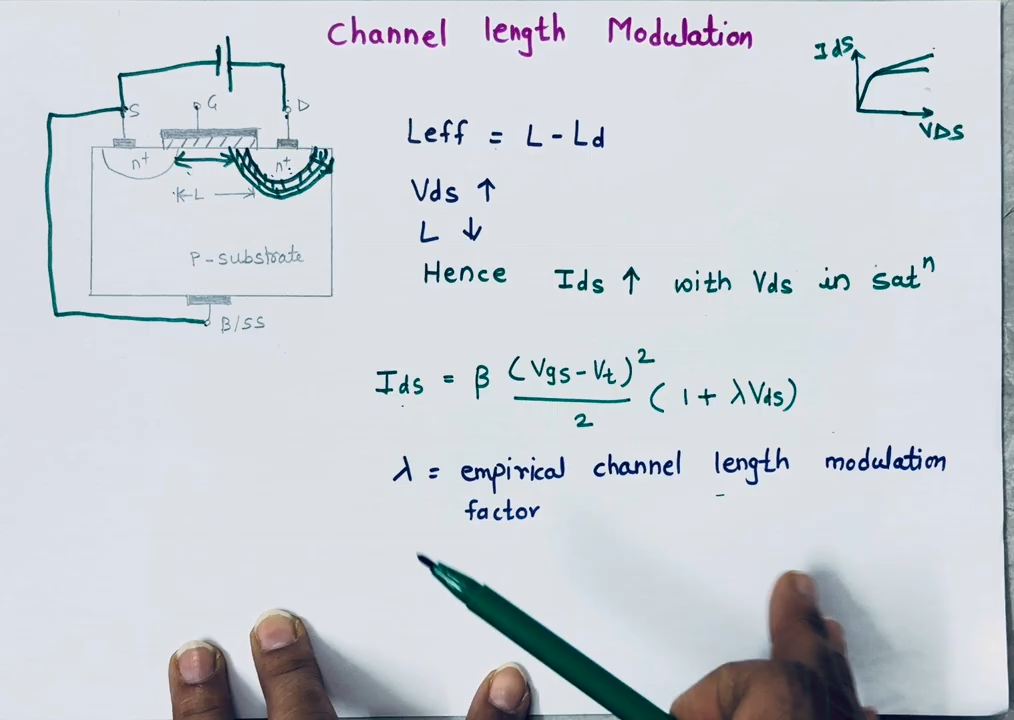 Channel length Modulation
Ids
VDS
S
G
D
n+
n+
L
P-substrate
B/SS
Leff = L - Ld
Vds ↑
L ↓
Hence Ids ↑ with Vds in satⁿ
Ids = β (Vgs - Vt)² / 2 (1 + λVds)
λ = empirical channel length modulation
factor